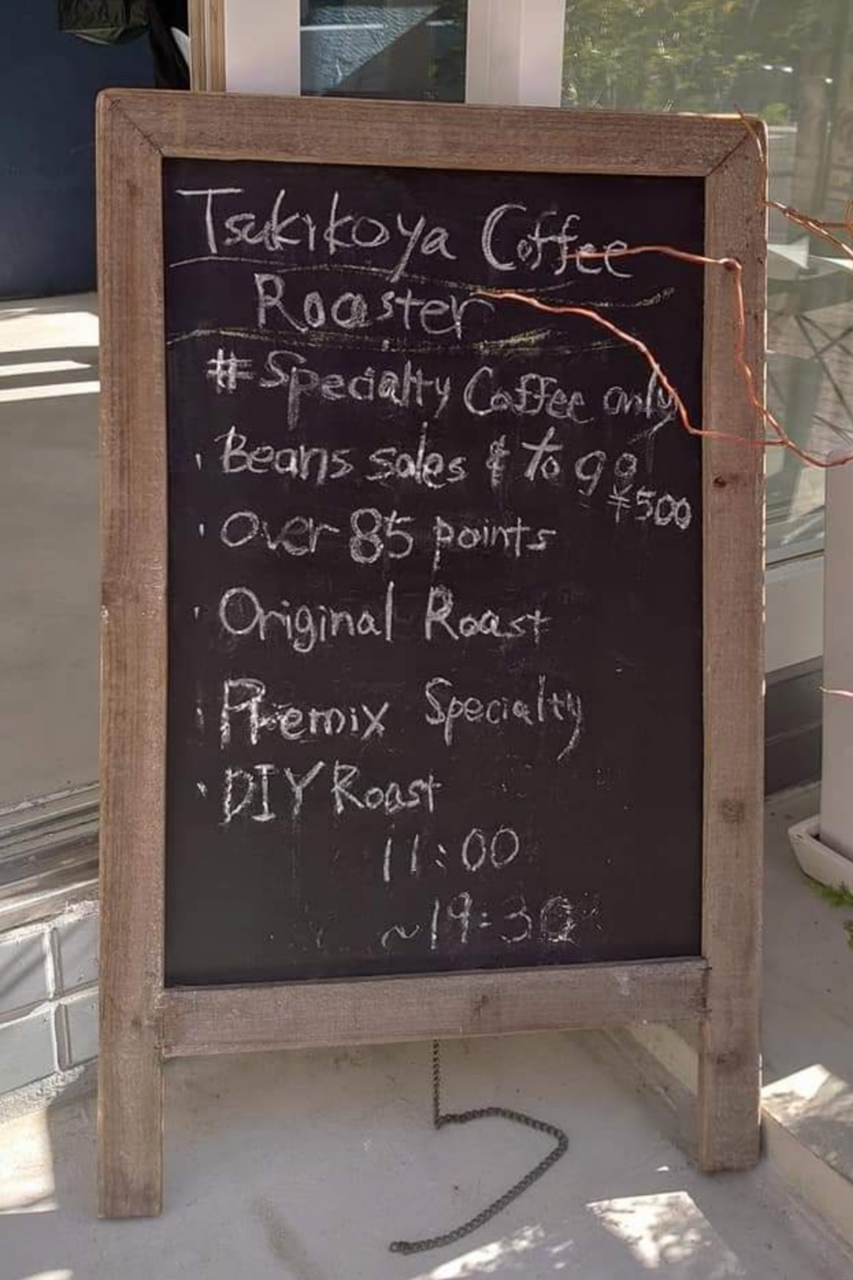 Tsukikoya Coffee
Roaster
#Specialty Coffee only
・Beans sales & to go
¥500
・Over 85 points
・Original Roast
・Premix Specialty
・DIY Roast
11:00
~19:30